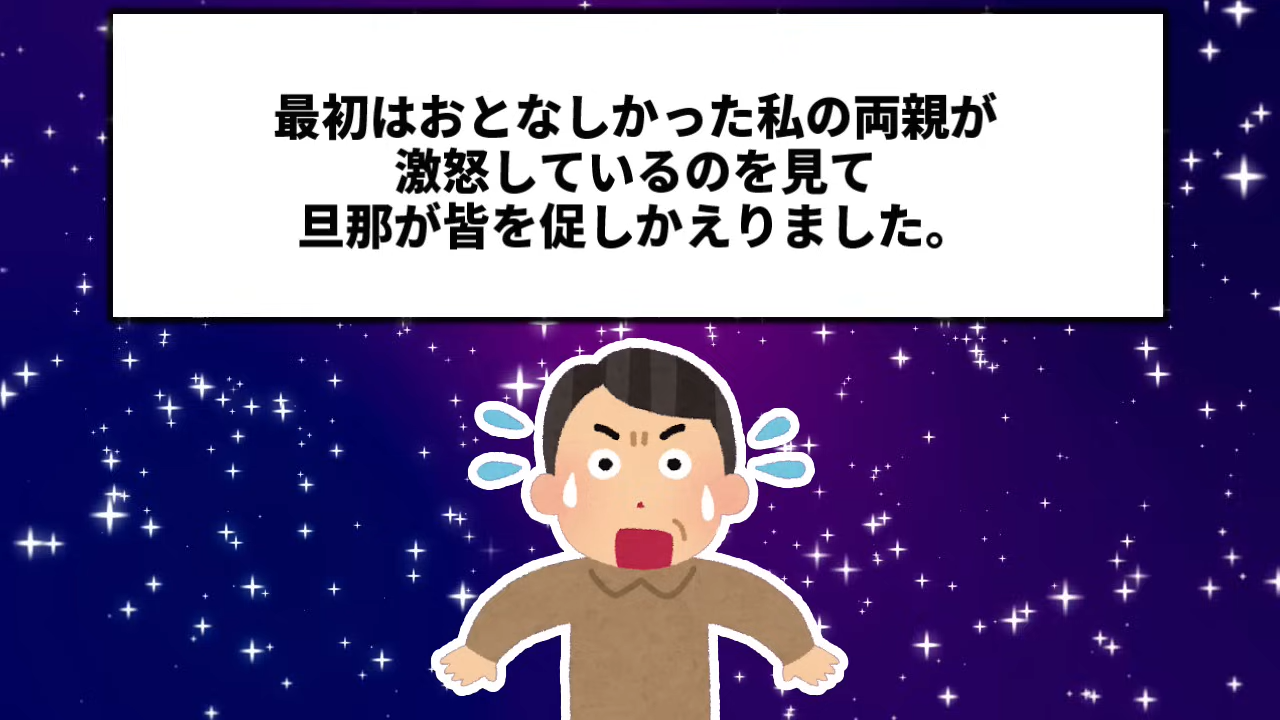 最初はおとなしかった私の両親が
激怒しているのを見て
旦那が皆を促しかえりました。